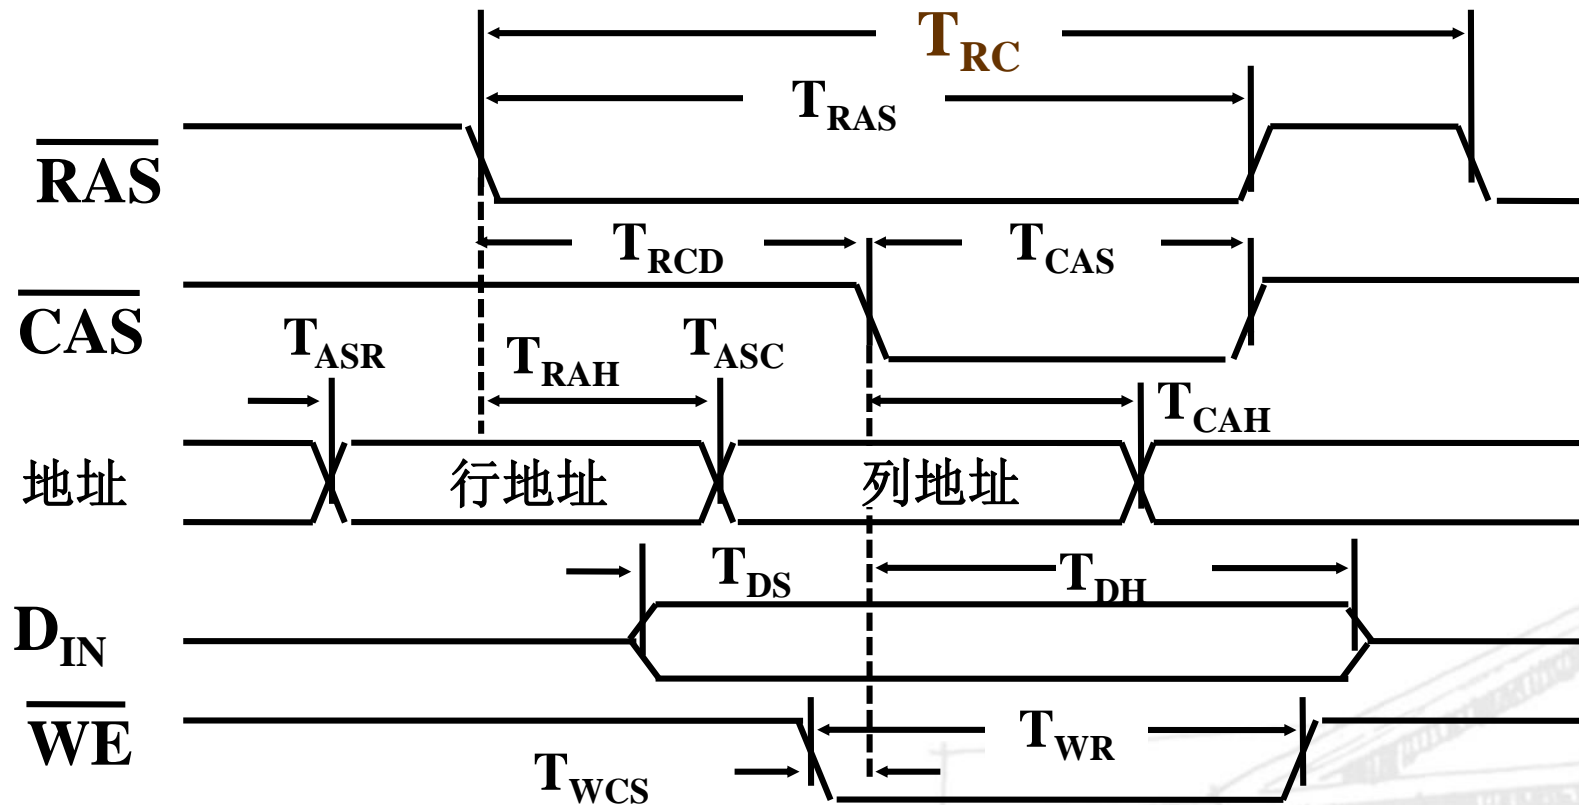 T_RC
T_RAS
RAS
T_RCD
T_CAS
CAS
T_ASR
T_RAH
T_ASC
T_CAH
地址
行地址
列地址
T_DS
T_DH
D_IN
WE
T_WR
T_WCS